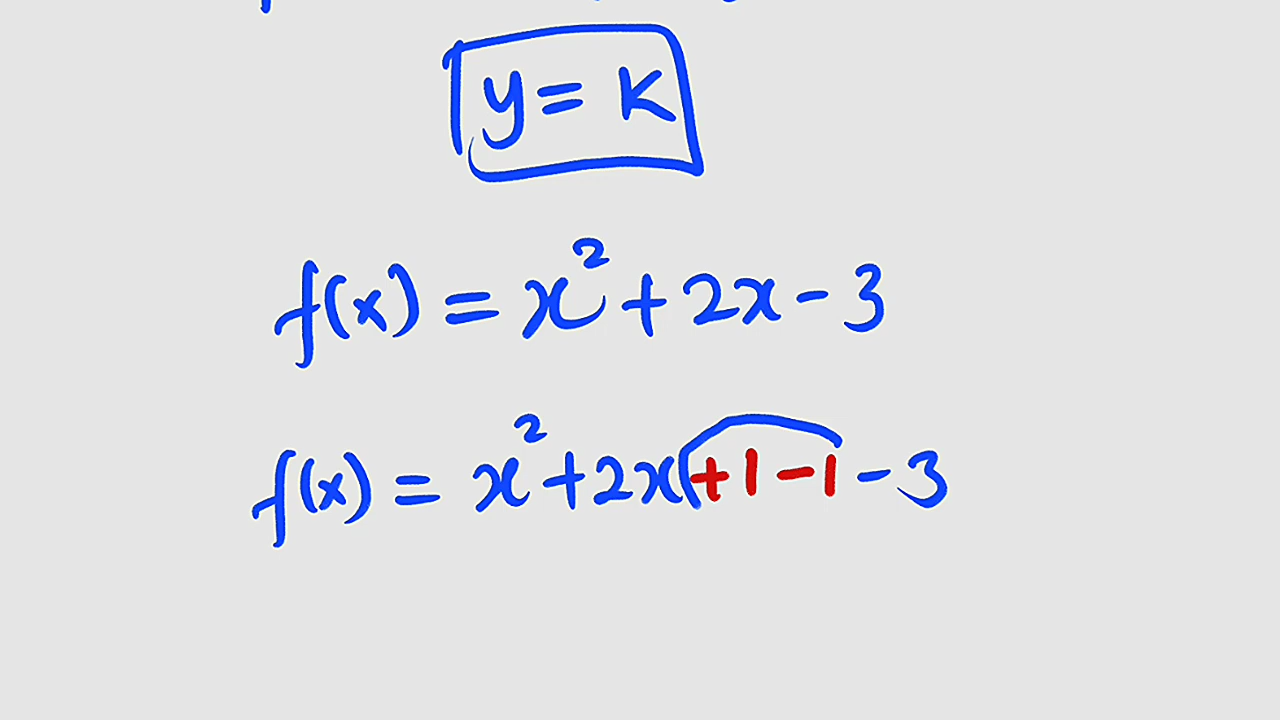 y = k
f(x) = x² + 2x - 3
f(x) = x² + 2x +1 -1 - 3